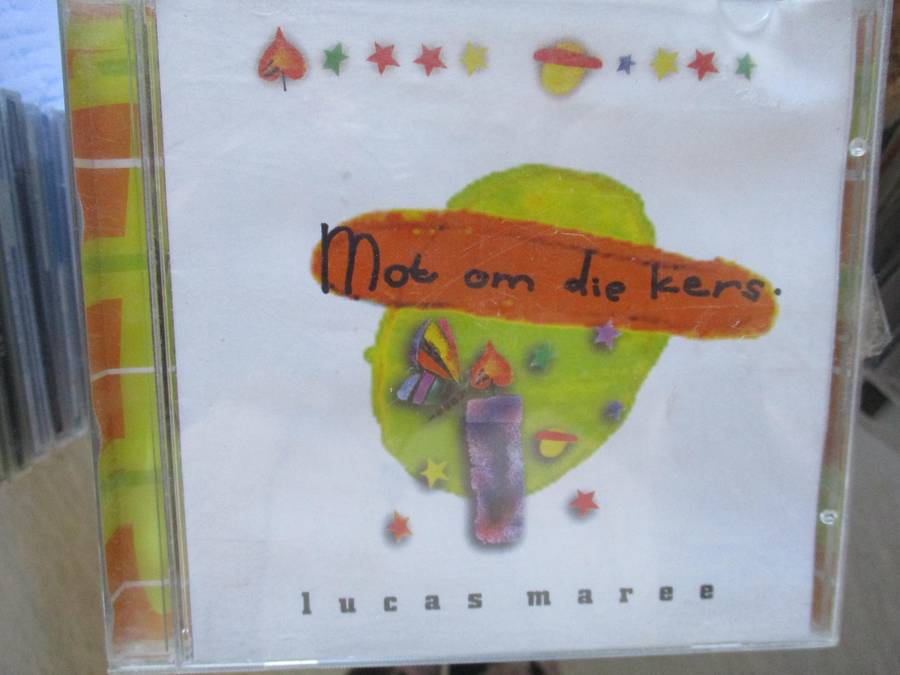 Mot om die kers.
lucas maree